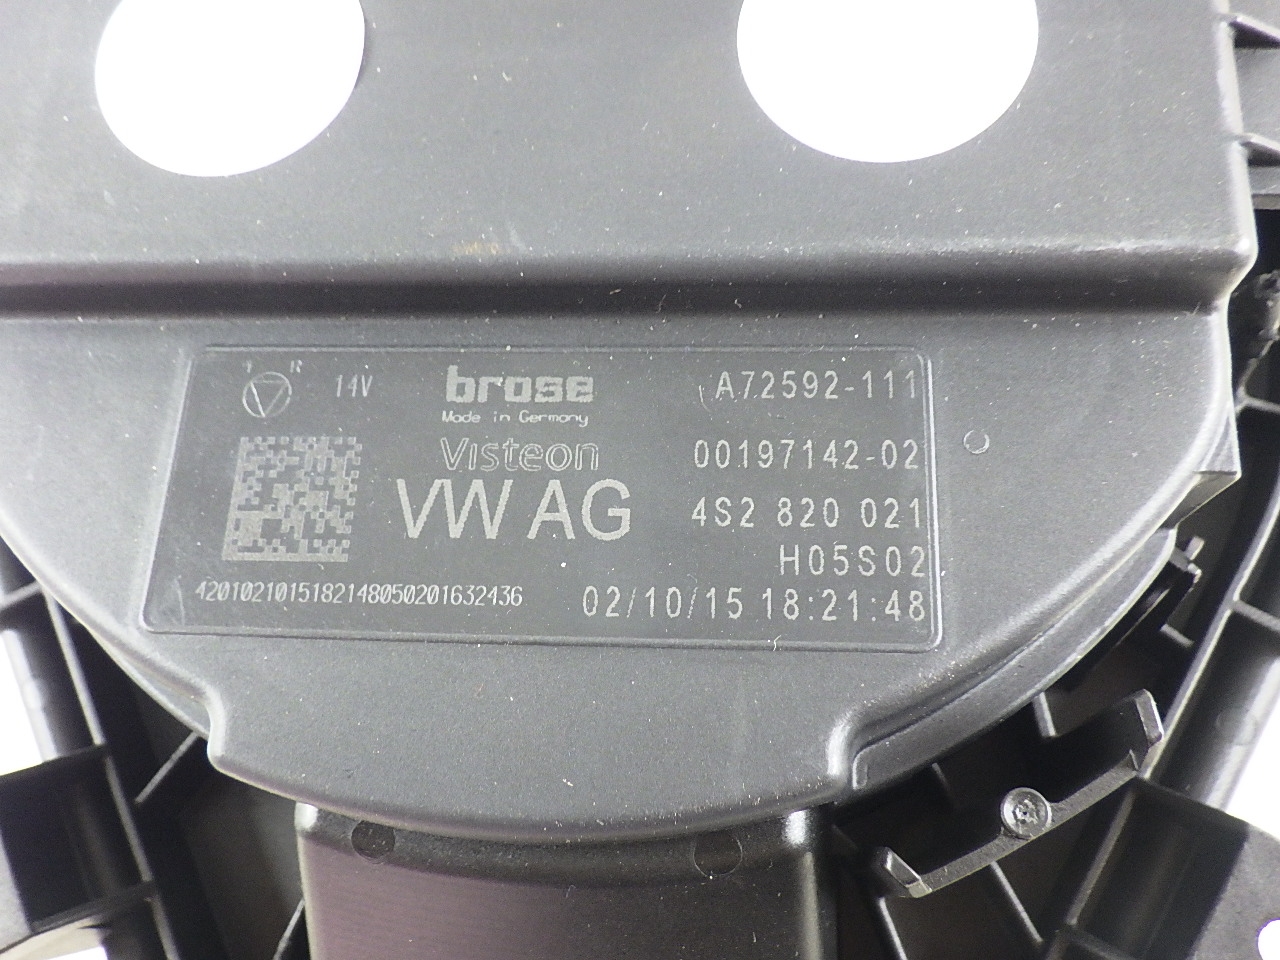 1 R 14V brose A72592-111
Made in Germany
Visteon 00197142-02
VW AG 4S2 820 021
H05S02
4201021015182148050201632436 02/10/15 18:21:48